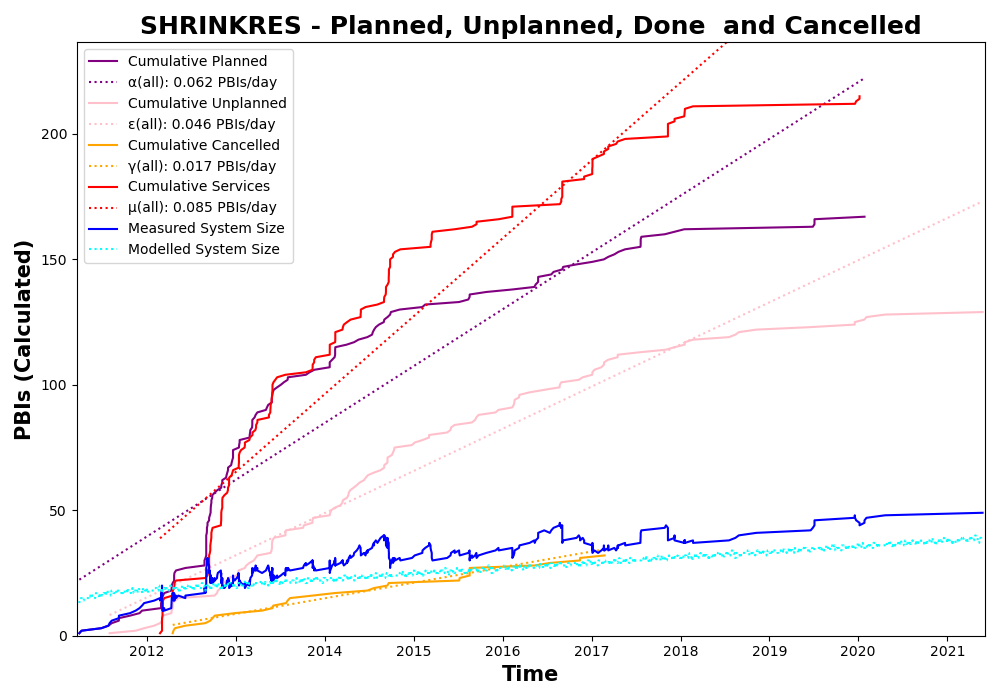 SHRINKRES - Planned, Unplanned, Done  and Cancelled
Cumulative Planned
α(all): 0.062 PBIs/day
Cumulative Unplanned
ε(all): 0.046 PBIs/day
Cumulative Cancelled
γ(all): 0.017 PBIs/day
Cumulative Services
μ(all): 0.085 PBIs/day
Measured System Size
Modelled System Size
PBIs (Calculated)
200
150
100
50
0
2012 2013 2014 2015 2016 2017 2018 2019 2020 2021
Time